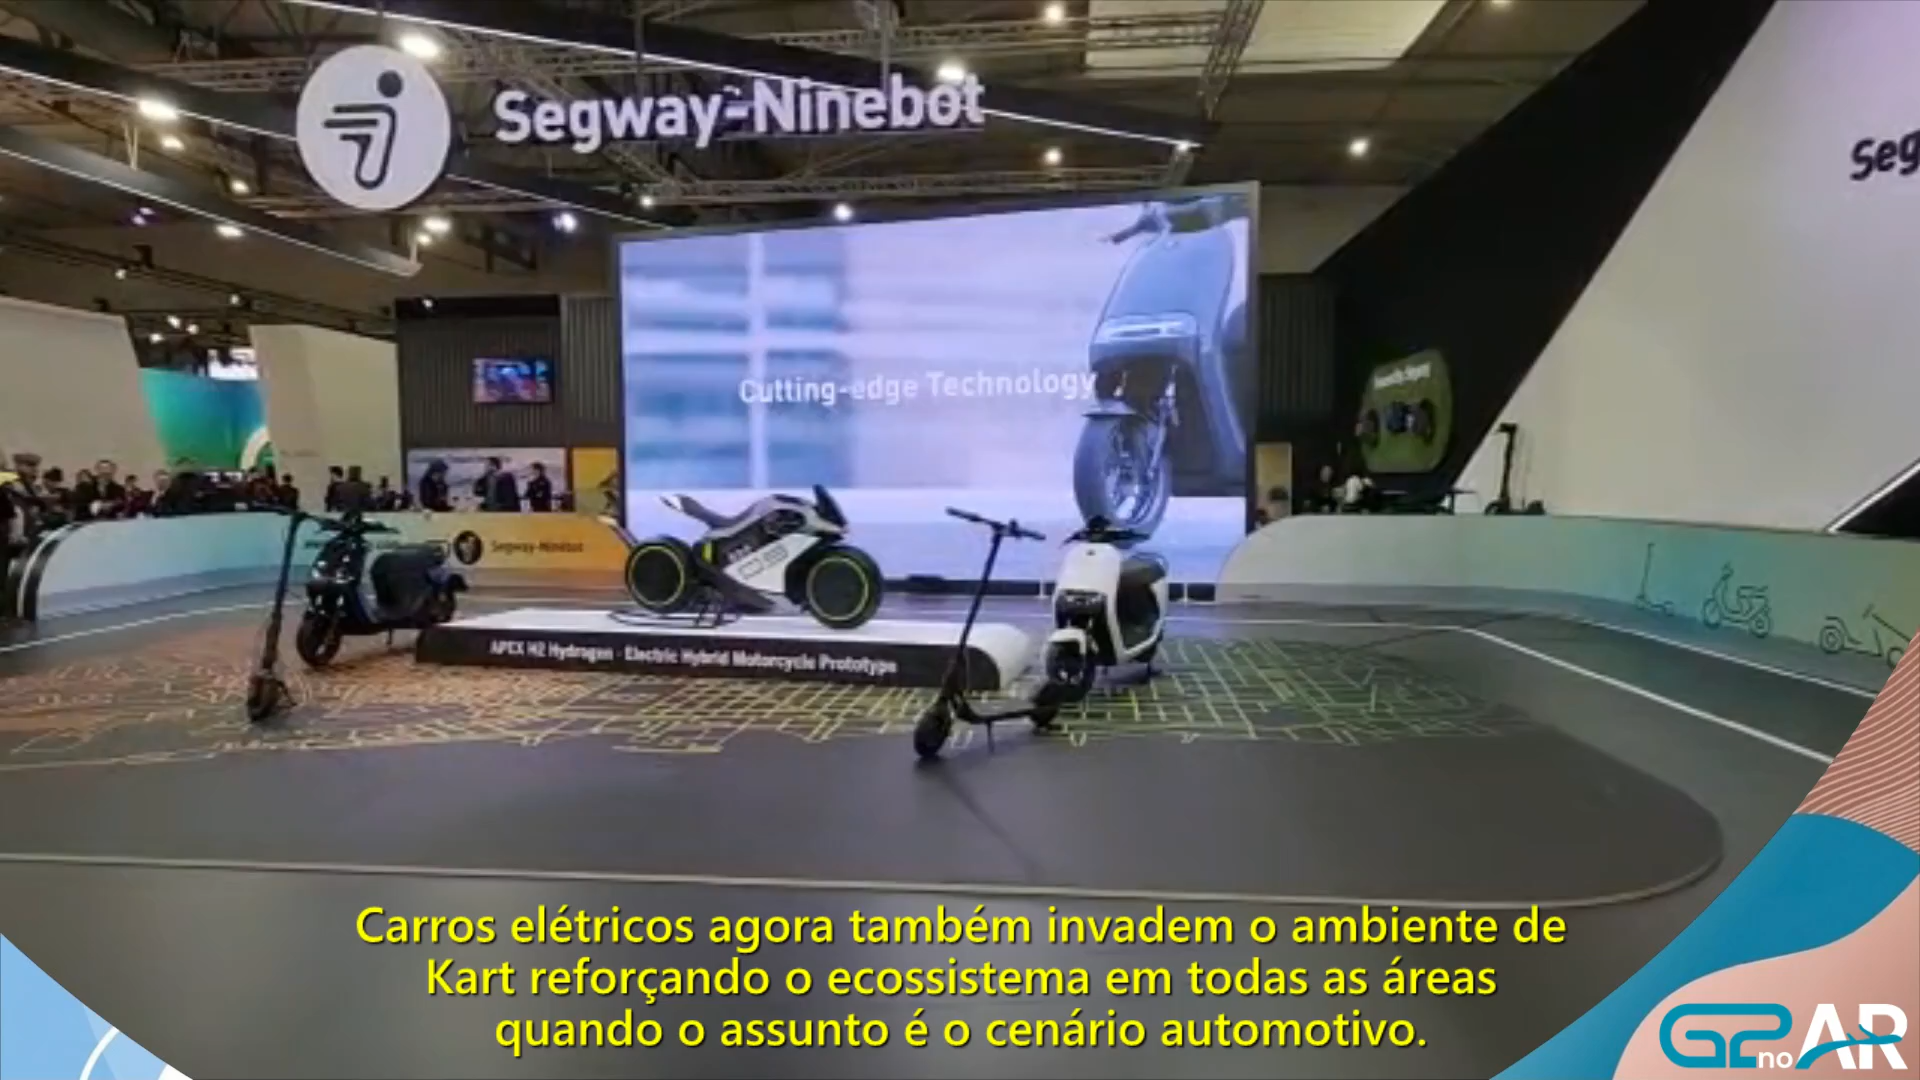 Segway-Ninebot
Seg
Cutting-edge Technology
Segway-Ninebot
APEX H2 Hydrogen - Electric Hybrid Motorcycle Prototype
Carros elétricos agora também invadem o ambiente de
Kart reforçando o ecossistema em todas as áreas
quando o assunto é o cenário automotivo.
G2 no AR